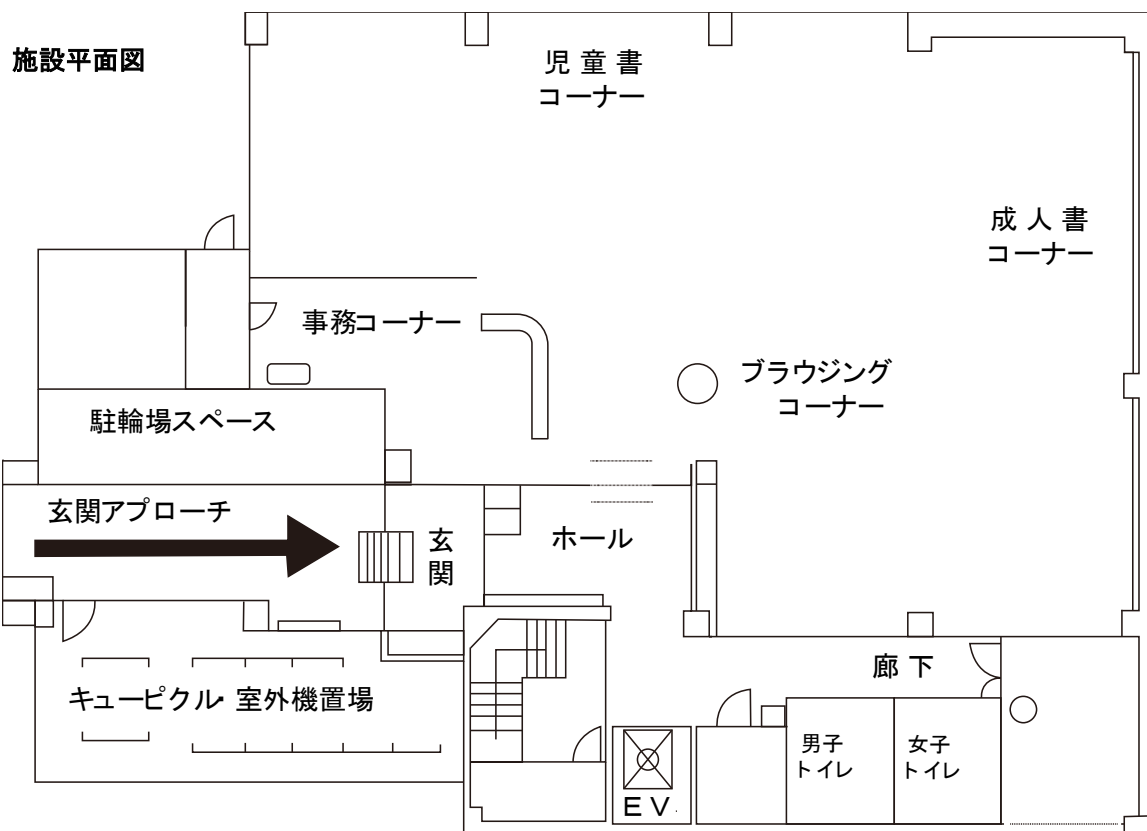 施設平面図
児童書
コーナー
成人書
コーナー
事務コーナー
ブラウジング
コーナー
駐輪場スペース
玄関アプローチ
玄
関
ホール
廊下
キュービクル・室外機置場
男子
トイレ
女子
トイレ
EV